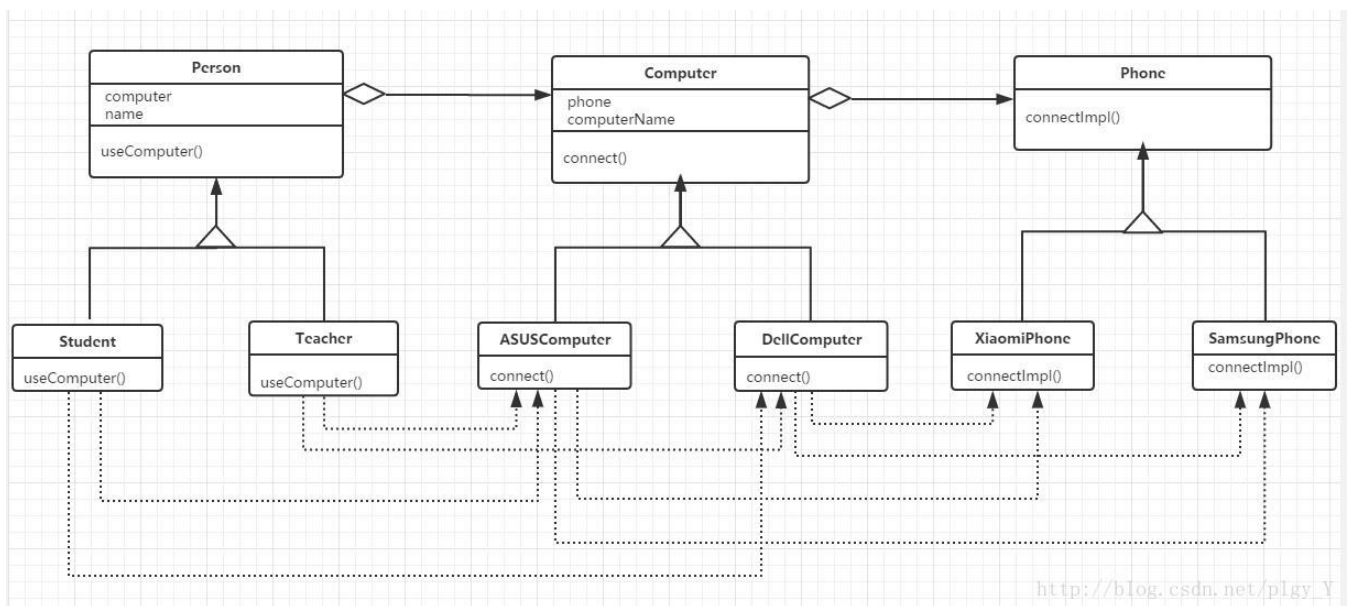 Person
computer
name
useComputer()
Computer
phone
computerName
connect()
Phone
connectImpl()
Student
useComputer()
Teacher
useComputer()
ASUSComputer
connect()
DellComputer
connect()
XiaomiPhone
connectImpl()
SamsungPhone
connectImpl()
http://blog.csdn.net/plgy_Y